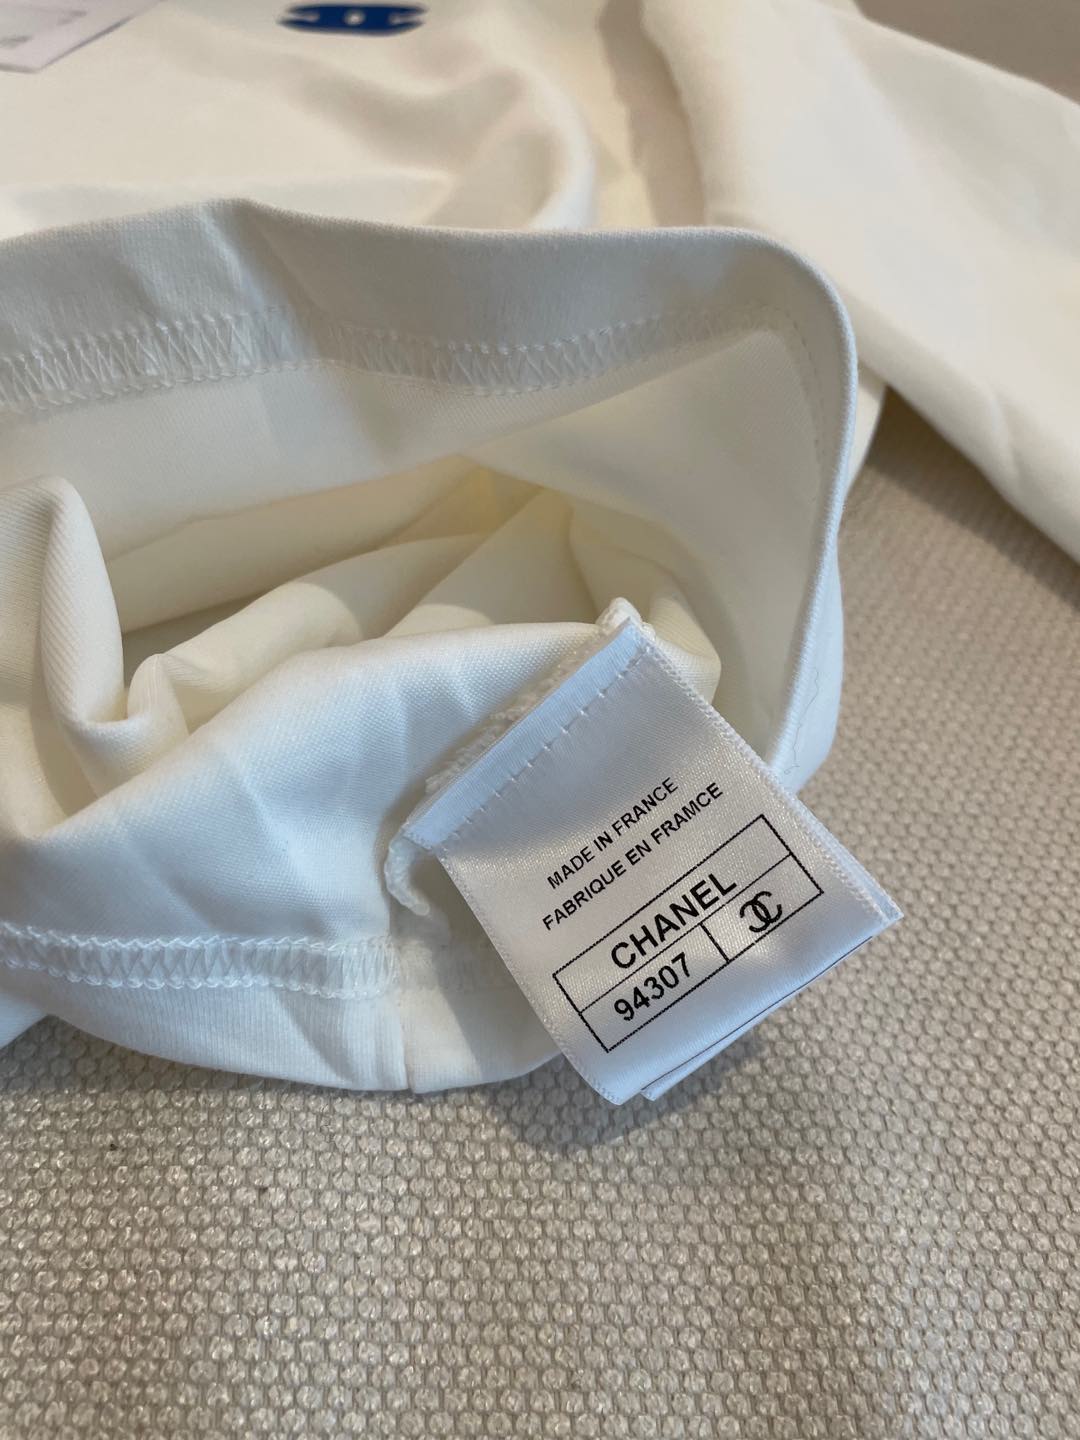 MADE IN FRANCE
FABRIQUE EN FRAMCE
CHANEL
94307